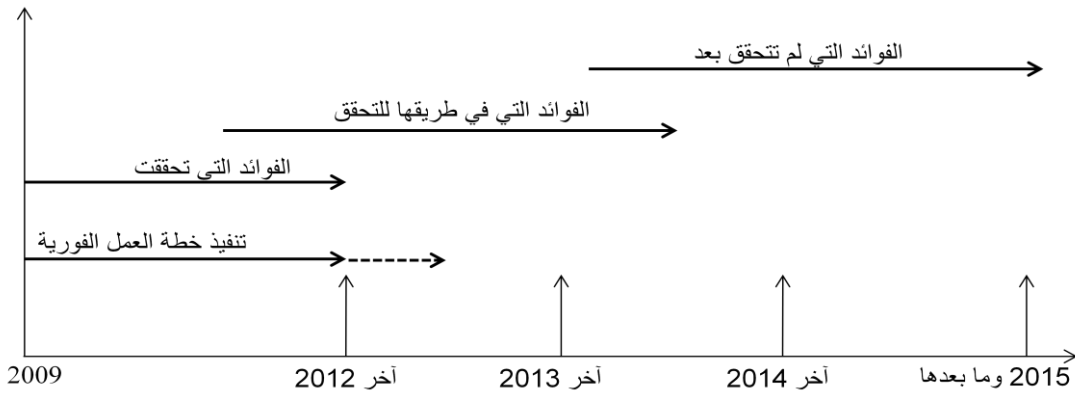 الفوائد التي لم تتحقق بعد
الفوائد التي في طريقها للتحقق
الفوائد التي تحققت
تنفيذ خطة العمل الفورية
2009
آخر 2012
آخر 2013
آخر 2014
2015 وما بعدها